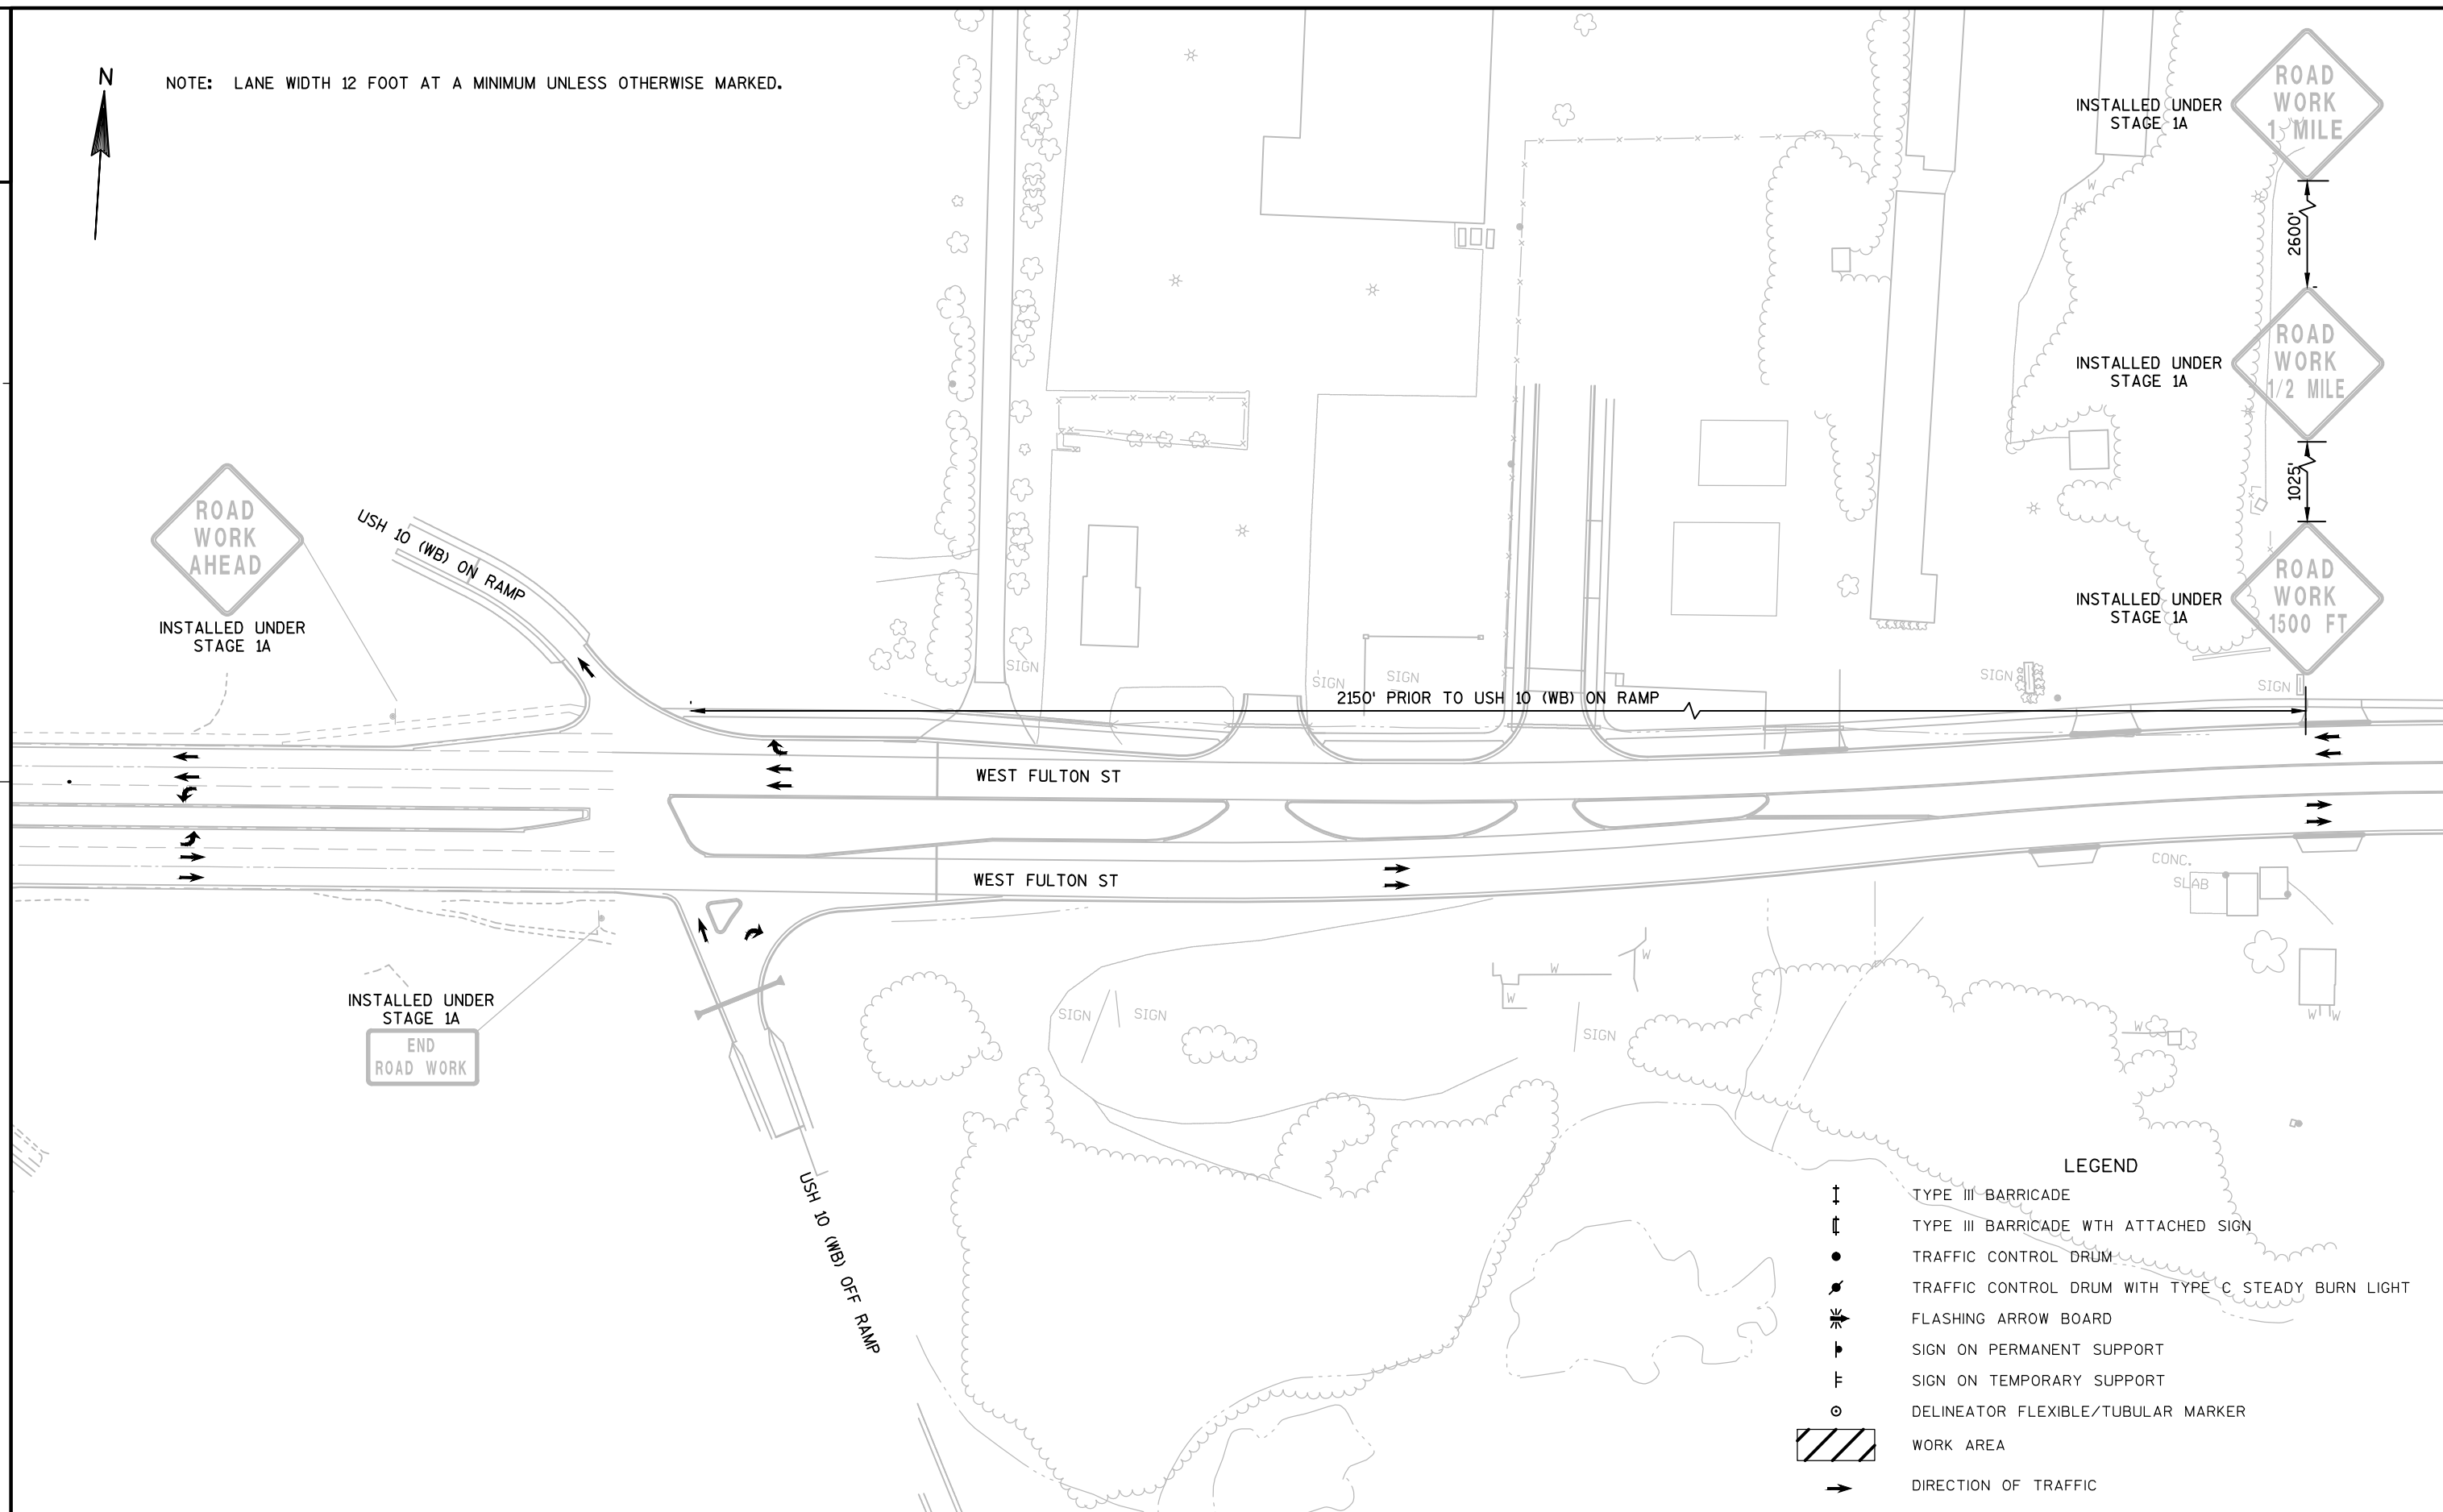 N
NOTE: LANE WIDTH 12 FOOT AT A MINIMUM UNLESS OTHERWISE MARKED.
INSTALLED UNDER
STAGE 1A
ROAD
WORK
1 MILE
2600'
INSTALLED UNDER
STAGE 1A
ROAD
WORK
1/2 MILE
1025'
INSTALLED UNDER
STAGE 1A
ROAD
WORK
1500 FT
W
ROAD
WORK
AHEAD
INSTALLED UNDER
STAGE 1A
USH 10 (WB) ON RAMP
SIGN
SIGN
SIGN
SIGN
SIGN
2150' PRIOR TO USH 10 (WB) ON RAMP
WEST FULTON ST
WEST FULTON ST
CONC.
SLAB
INSTALLED UNDER
STAGE 1A
END
ROAD WORK
SIGN
SIGN
W
W
W
SIGN
W
W
W
USH 10 (WB) OFF RAMP
LEGEND
TYPE III BARRICADE
TYPE III BARRICADE WTH ATTACHED SIGN
TRAFFIC CONTROL DRUM
TRAFFIC CONTROL DRUM WITH TYPE C STEADY BURN LIGHT
FLASHING ARROW BOARD
SIGN ON PERMANENT SUPPORT
SIGN ON TEMPORARY SUPPORT
DELINEATOR FLEXIBLE/TUBULAR MARKER
WORK AREA
DIRECTION OF TRAFFIC